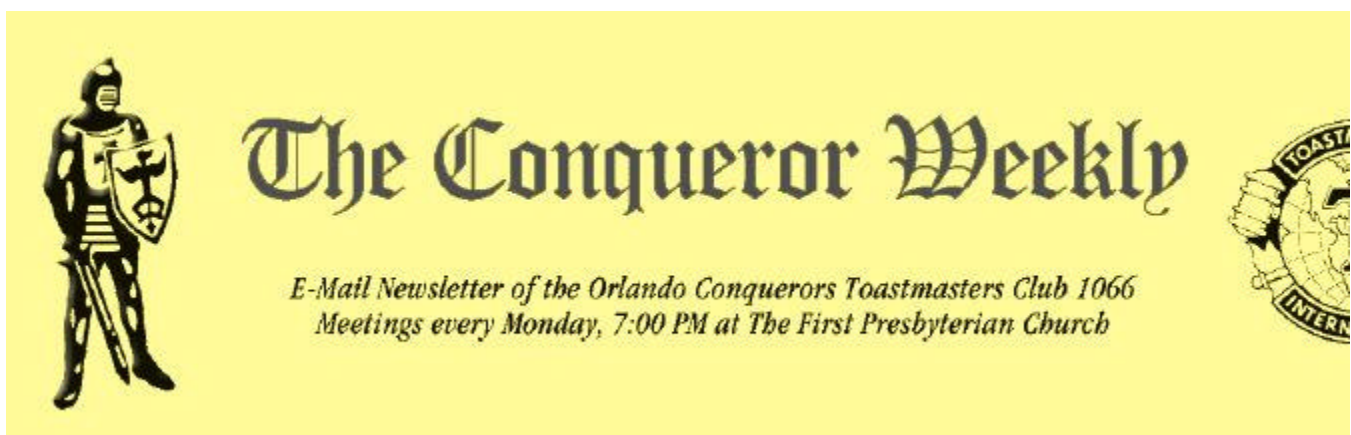 The Conqueror Weekly
E-Mail Newsletter of the Orlando Conquerors Toastmasters Club 1066
Meetings every Monday, 7:00 PM at The First Presbyterian Church